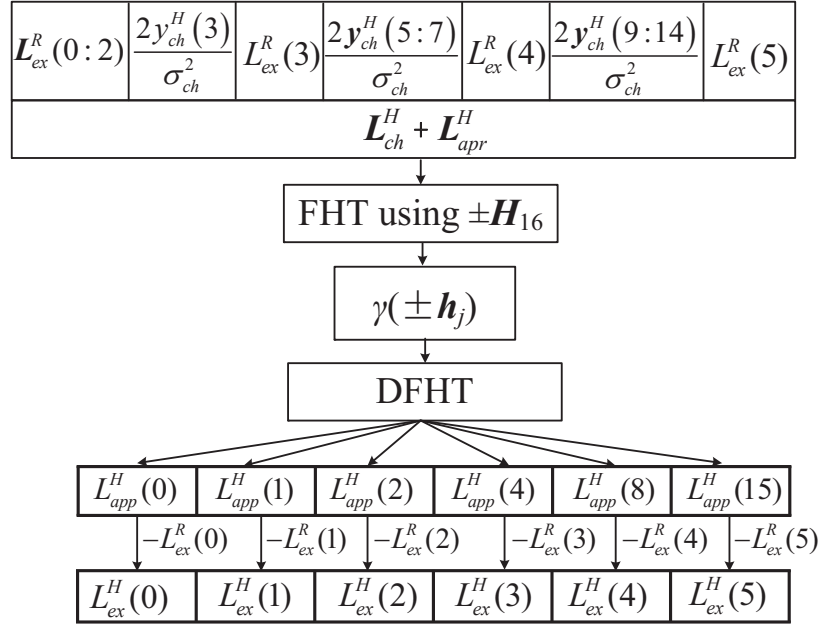 L_ex^R(0:2) 2y_ch^H(3)/σ_ch^2 L_ex^R(3) 2y_ch^H(5:7)/σ_ch^2 L_ex^R(4) 2y_ch^H(9:14)/σ_ch^2 L_ex^R(5)
L_ch^H + L_apr^H
FHT using ±H_16
γ(±h_j)
DFHT
L_app^H(0) L_app^H(1) L_app^H(2) L_app^H(4) L_app^H(8) L_app^H(15)
−L_ex^R(0) −L_ex^R(1) −L_ex^R(2) −L_ex^R(3) −L_ex^R(4) −L_ex^R(5)
L_ex^H(0) L_ex^H(1) L_ex^H(2) L_ex^H(3) L_ex^H(4) L_ex^H(5)